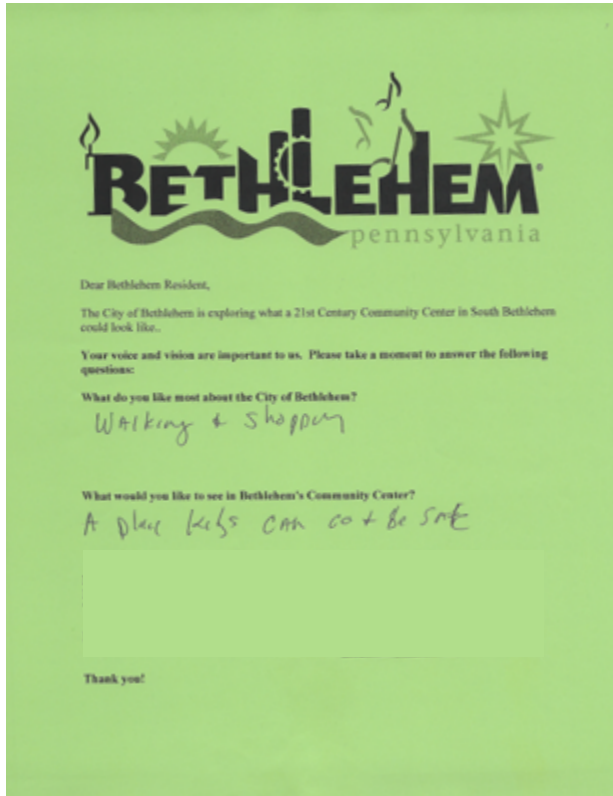 BETHLEHEM®
pennsylvania
Dear Bethlehem Resident,
The City of Bethlehem is exploring what a 21st Century Community Center in South Bethlehem
could look like..
Your voice and vision are important to us. Please take a moment to answer the following
questions:
What do you like most about the City of Bethlehem?
Walking & Shopping
What would you like to see in Bethlehem's Community Center?
A place kids can go & Be Safe
Thank you!